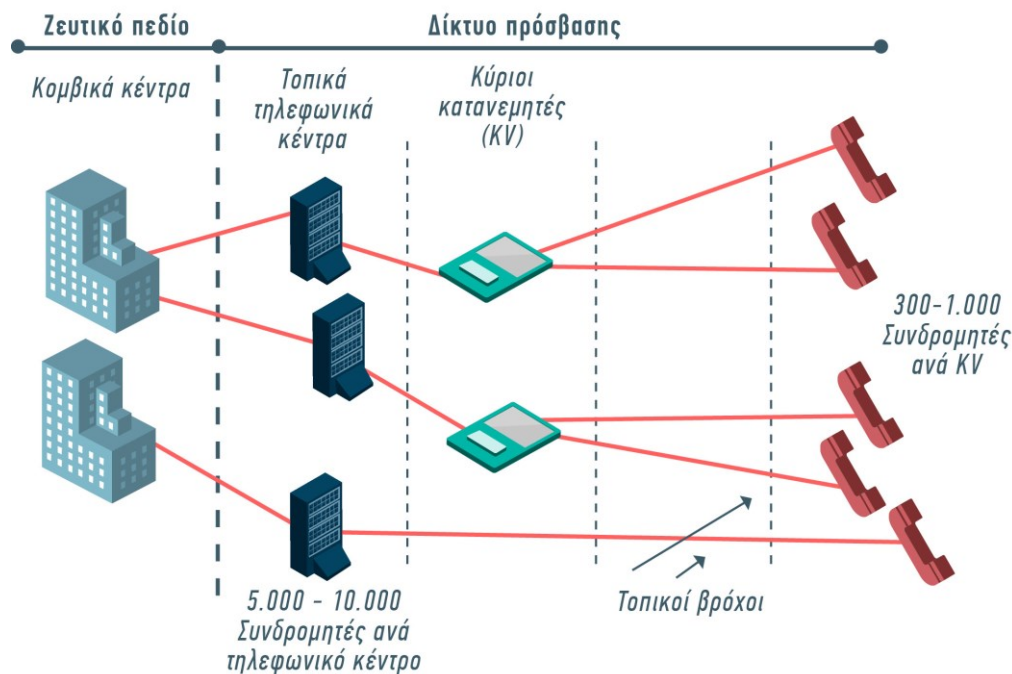 Ζευτικό πεδίο
Δίκτυο πρόσβασης
Κομβικά κέντρα
Τοπικά
τηλεφωνικά
κέντρα
Κύριοι
κατανεμητές
(KV)
300-1.000
Συνδρομητές
ανά KV
Τοπικοί βρόχοι
5.000 - 10.000
Συνδρομητές ανά
τηλεφωνικό κέντρο